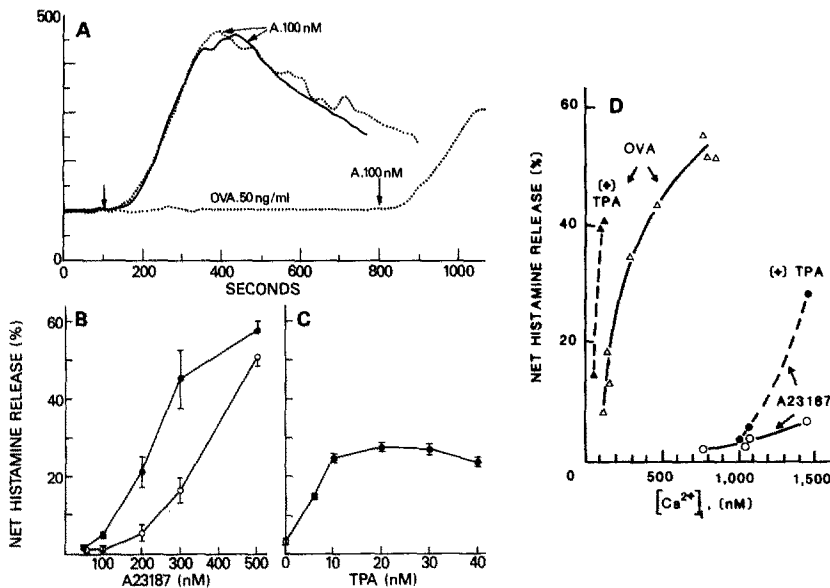 A
500
300
100
A.100 nM
A.100 nM
OVA.50 ng/ml
0 200 400 600 800 1000
SECONDS
B
NET HISTAMINE RELEASE (%)
60
40
20
100 200 300 400 500
A23187 (nM)
C
0 10 20 30 40
TPA (nM)
D
NET HISTAMINE RELEASE (%)
60
40
20
0
OVA
(+)
TPA
(+) TPA
A23187
500 1,000 1,500
[Ca2+]i, (nM)